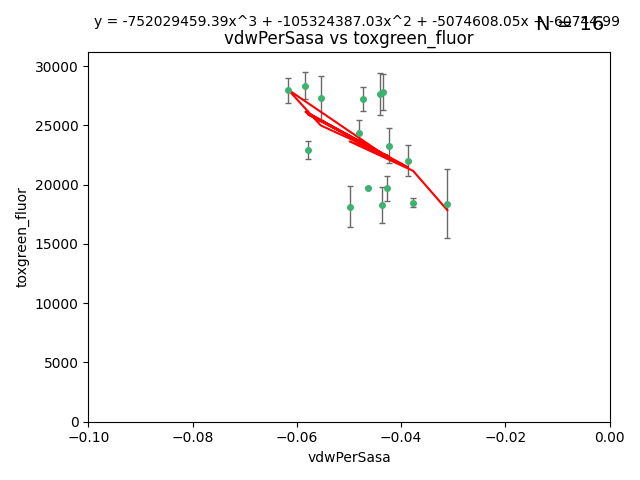 y = -752029459.39x^3 + -105324387.03x^2 + -5074608.05x + -60744.99
N = 16
vdwPerSasa vs toxgreen_fluor
30000
25000
20000
15000
10000
5000
0
toxgreen_fluor
−0.10 −0.08 −0.06 −0.04 −0.02 0.00
vdwPerSasa